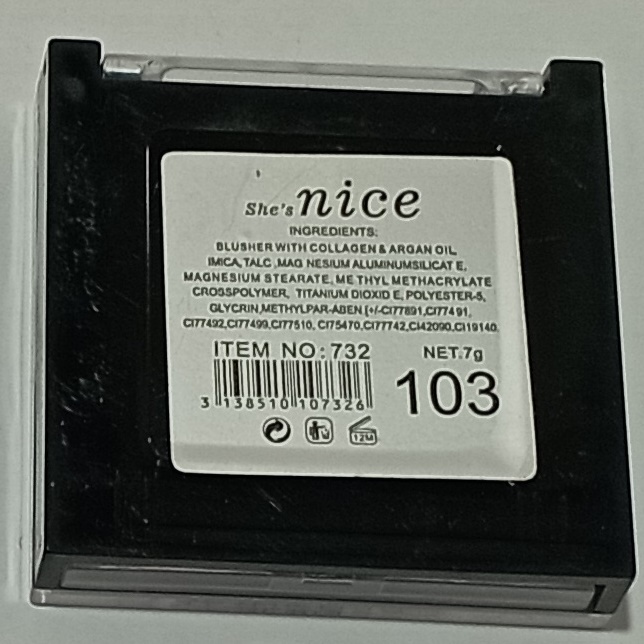 She's nice
INGREDIENTS:
BLUSHER WITH COLLAGEN & ARGAN OIL
IMICA, TALC ,MAG NESIUM ALUMINUMSILICAT E,
MAGNESIUM STEARATE, ME THYL METHACRYLATE
CROSSPOLYMER, TITANIUM DIOXID E, POLYESTER-5,
GLYCRIN,METHYLPAR-ABEN [+/-CI77891,CI774 91,
CI77492,CI77499,CI77510, CI75470,CI77742,CI42090,CI19140.
ITEM NO:732 NET.7g
3 138510 107326 103
12M